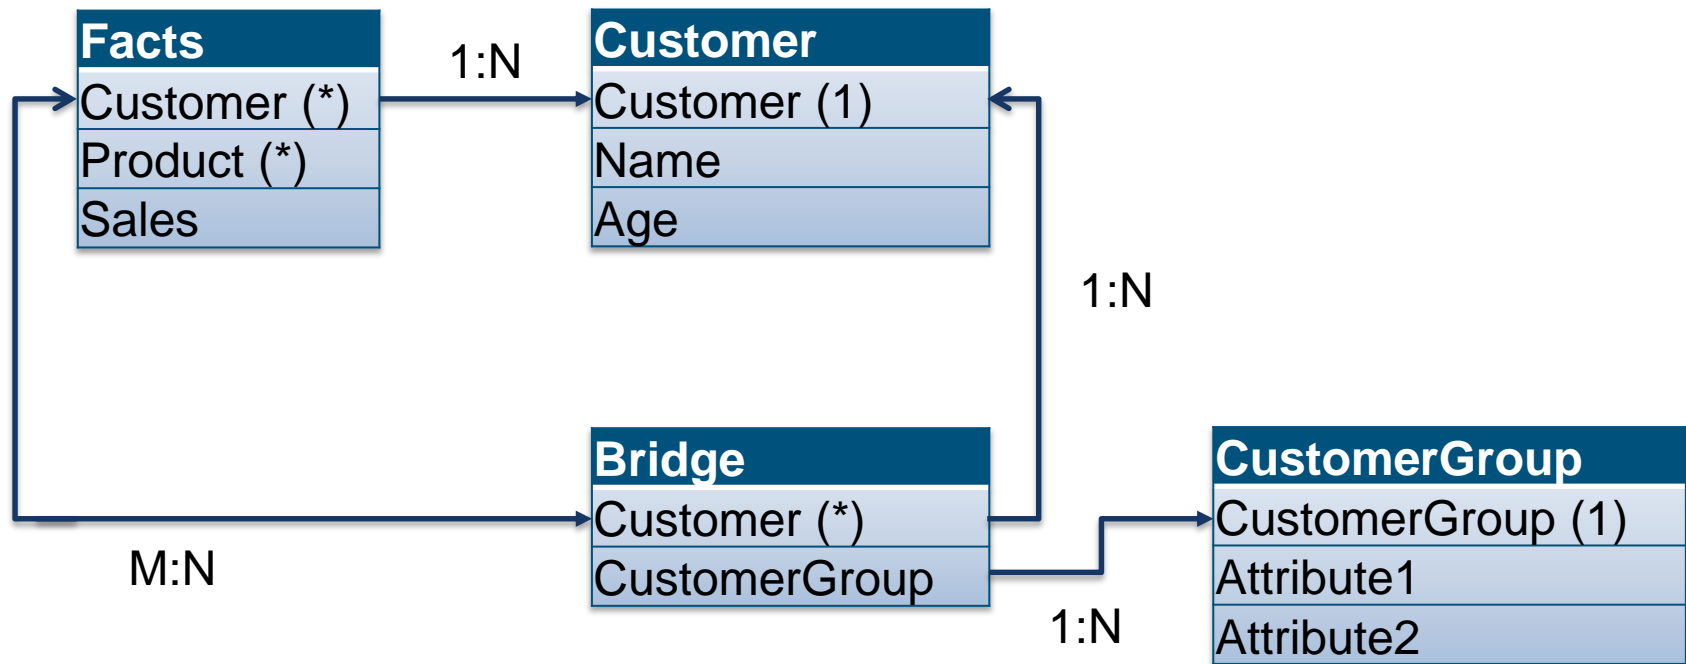 Facts
Customer (*)
Product (*)
Sales
1:N
Customer
Customer (1)
Name
Age
1:N
M:N
Bridge
Customer (*)
CustomerGroup
1:N
CustomerGroup
CustomerGroup (1)
Attribute1
Attribute2